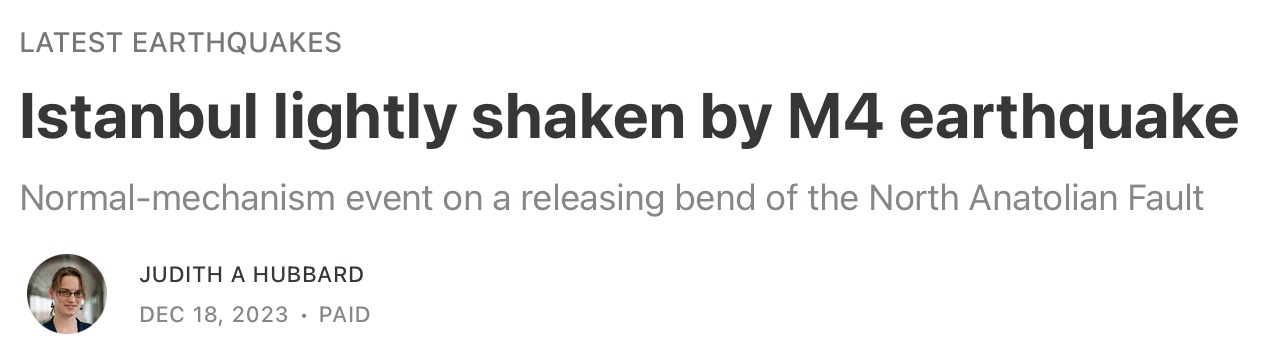 LATEST EARTHQUAKES
Istanbul lightly shaken by M4 earthquake
Normal-mechanism event on a releasing bend of the North Anatolian Fault
JUDITH A HUBBARD
DEC 18, 2023 • PAID